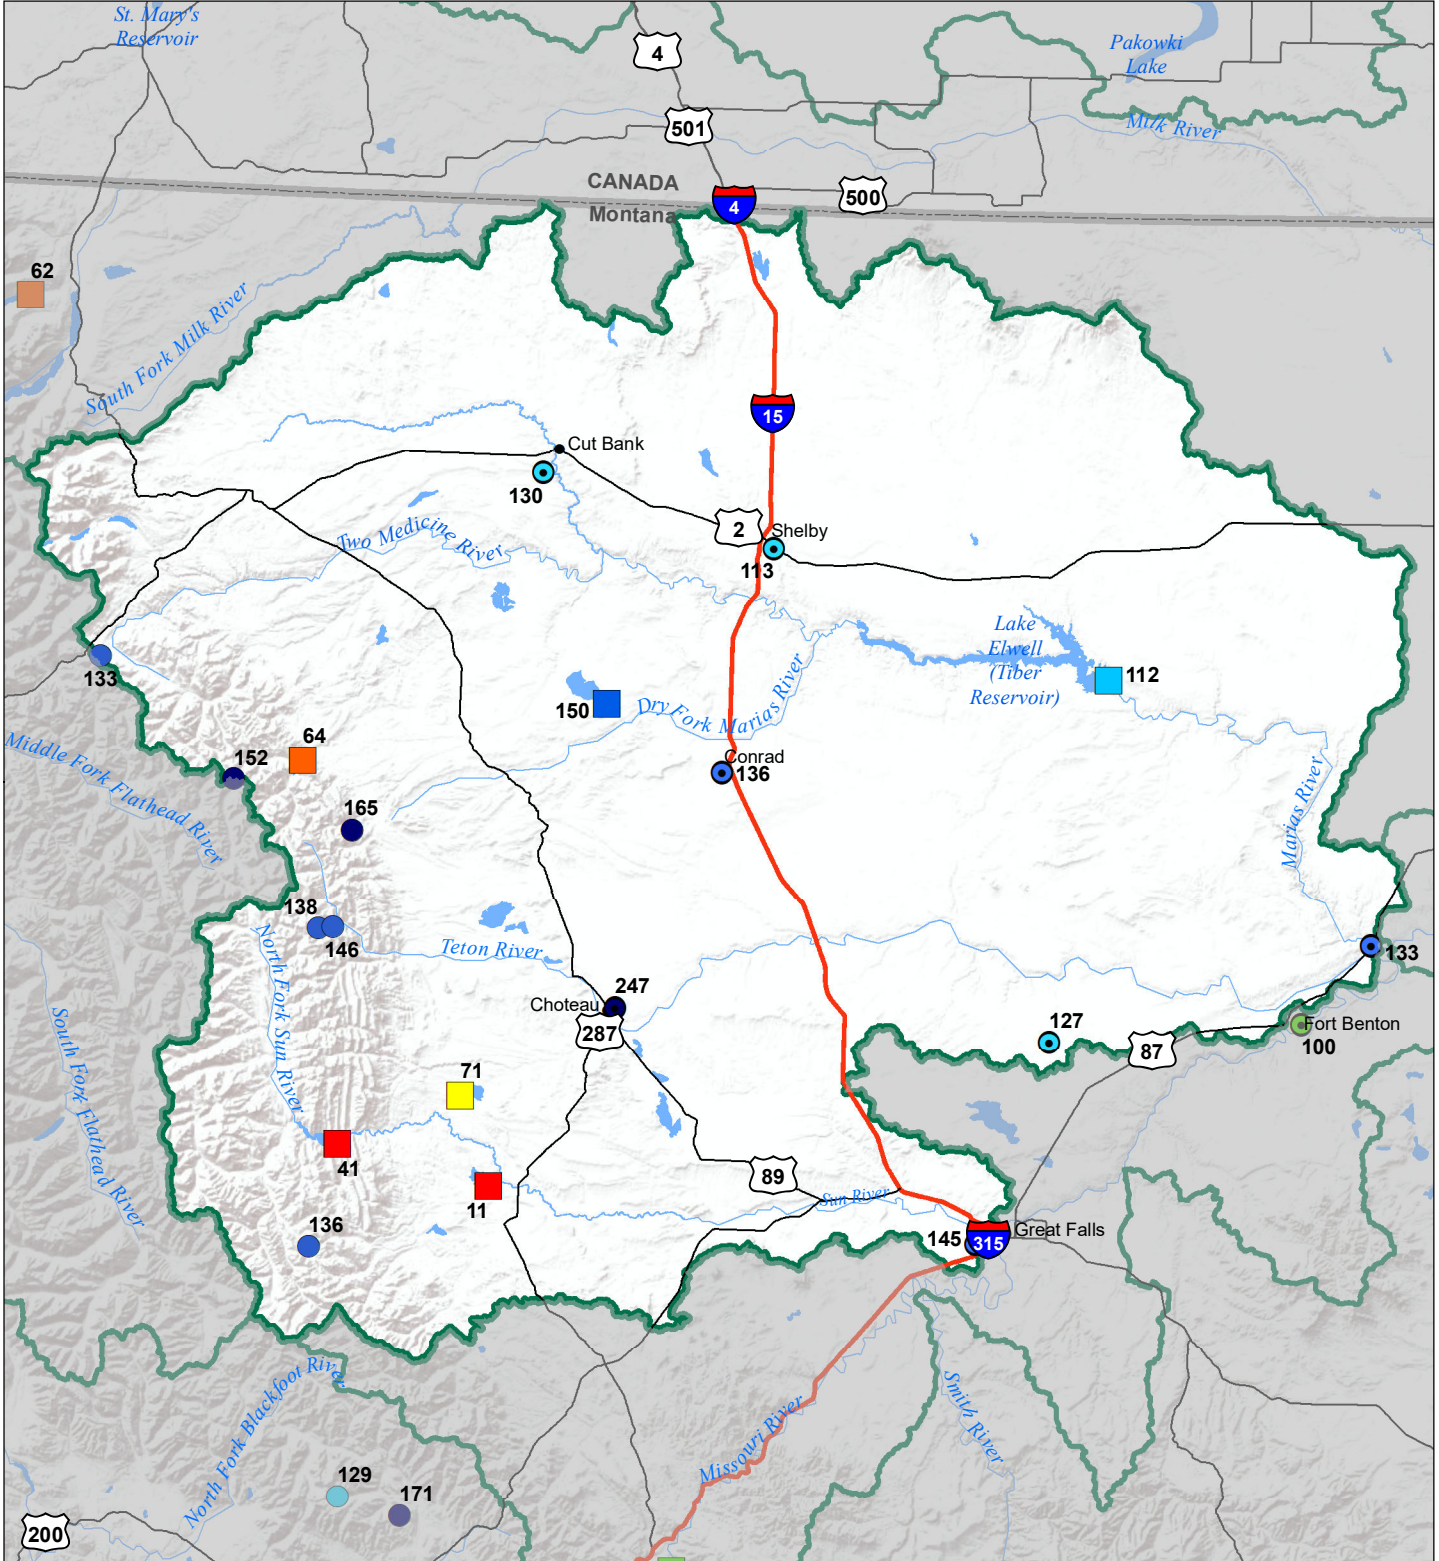 St. Mary's
Reservoir
4
Pakowki
Lake
501
Milk River
CANADA
Montana
4
500
62
South Fork Milk River
15
Cut Bank
130
2
Shelby
113
Two Medicine River
Lake
Elwell
(Tiber
Reservoir)
112
133
150
Dry Fork Marias River
64
Middle Fork Flathead River
152
Conrad
136
165
Marias River
138
146
North Fork Sun River
Teton River
133
247
Choteau
287
127
87
Fort Benton
100
South Fork Flathead River
71
41
11
89
Sun River
136
145
315
Great Falls
North Fork Blackfoot River
Missouri River
Smith River
129
171
200